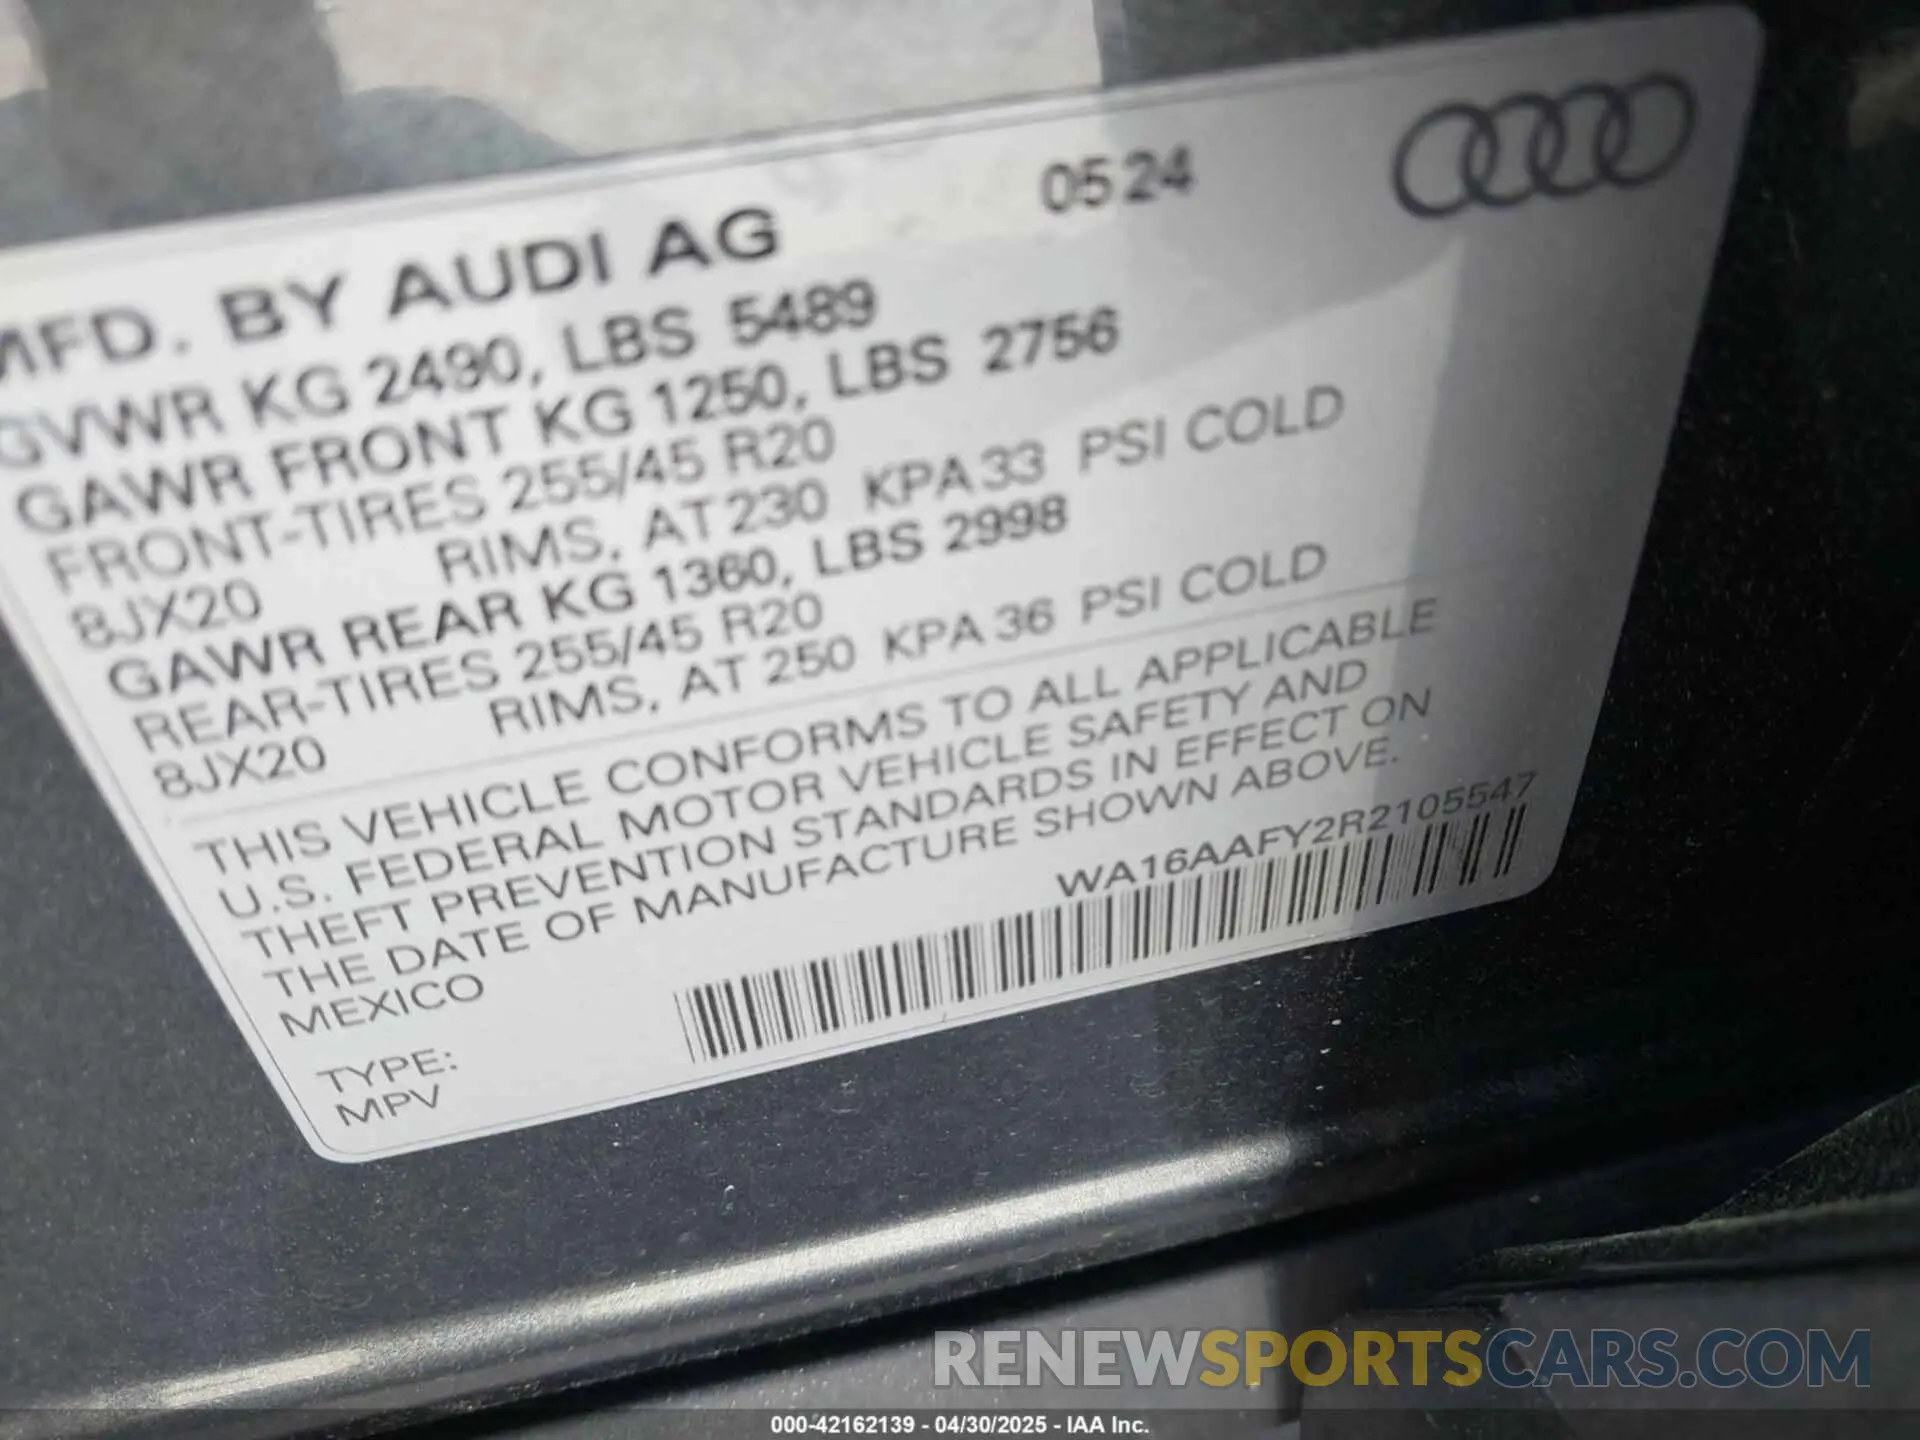 MFD. BY AUDI AG 0524
GVWR KG 2490, LBS 5489
GAWR FRONT KG 1250, LBS 2756
FRONT-TIRES 255/45 R20
8JX20 RIMS, AT 230 KPA 33 PSI COLD
GAWR REAR KG 1360, LBS 2998
REAR-TIRES 255/45 R20
8JX20 RIMS, AT 250 KPA 36 PSI COLD
THIS VEHICLE CONFORMS TO ALL APPLICABLE
U.S. FEDERAL MOTOR VEHICLE SAFETY AND
THEFT PREVENTION STANDARDS IN EFFECT ON
THE DATE OF MANUFACTURE SHOWN ABOVE.
MEXICO WA16AAFY2R2105547
TYPE:
MPV
RENEWSPORTSCARS.COM
000-42162139 - 04/30/2025 - IAA Inc.